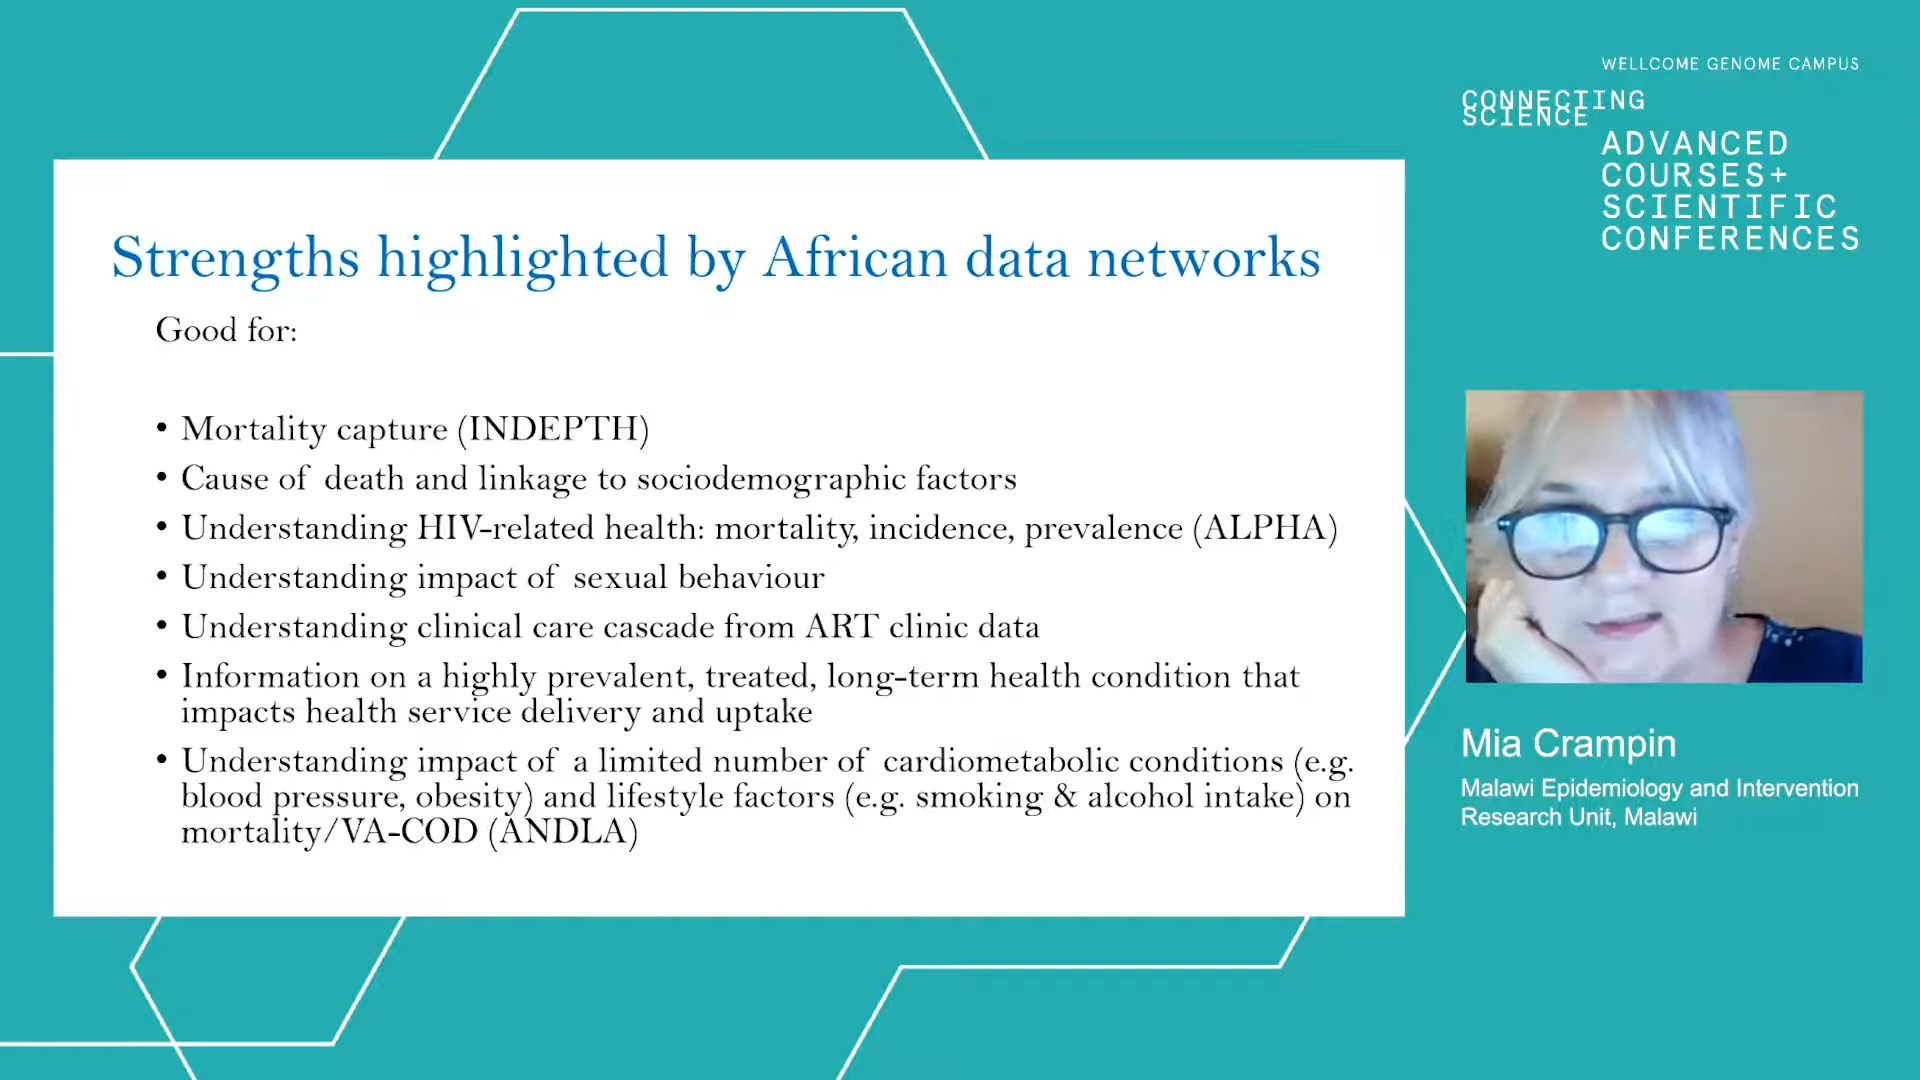 WELLCOME GENOME CAMPUS
CONNECTING
SCIENCE
ADVANCED
COURSES+
SCIENTIFIC
CONFERENCES
Strengths highlighted by African data networks
Good for:
• Mortality capture (INDEPTH)
• Cause of death and linkage to sociodemographic factors
• Understanding HIV-related health: mortality, incidence, prevalence (ALPHA)
• Understanding impact of sexual behaviour
• Understanding clinical care cascade from ART clinic data
• Information on a highly prevalent, treated, long-term health condition that
impacts health service delivery and uptake
• Understanding impact of a limited number of cardiometabolic conditions (e.g.
blood pressure, obesity) and lifestyle factors (e.g. smoking & alcohol intake) on
mortality/VA-COD (ANDLA)
Mia Crampin
Malawi Epidemiology and Intervention
Research Unit, Malawi